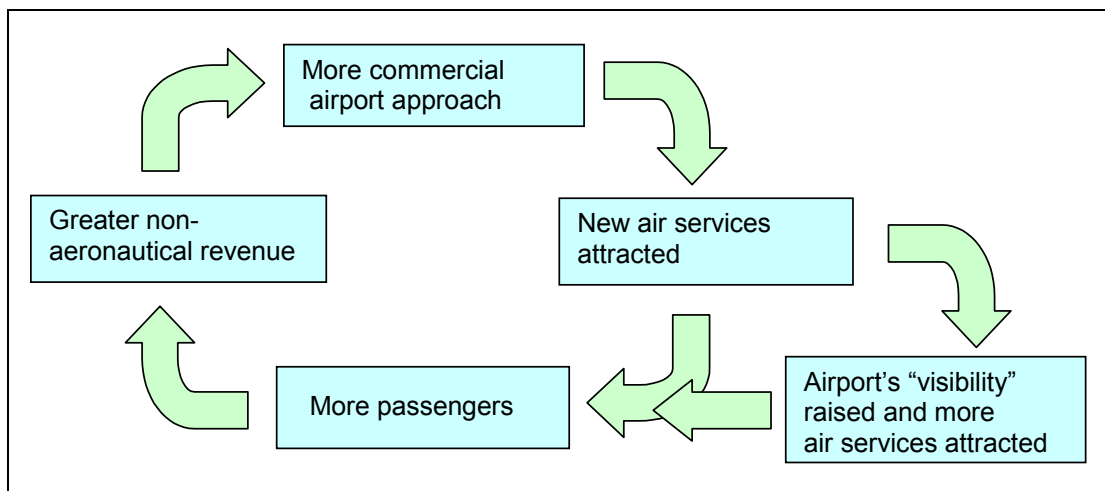 More commercial
airport approach
Greater non-
aeronautical revenue
New air services
attracted
More passengers
Airport’s “visibility”
raised and more
air services attracted